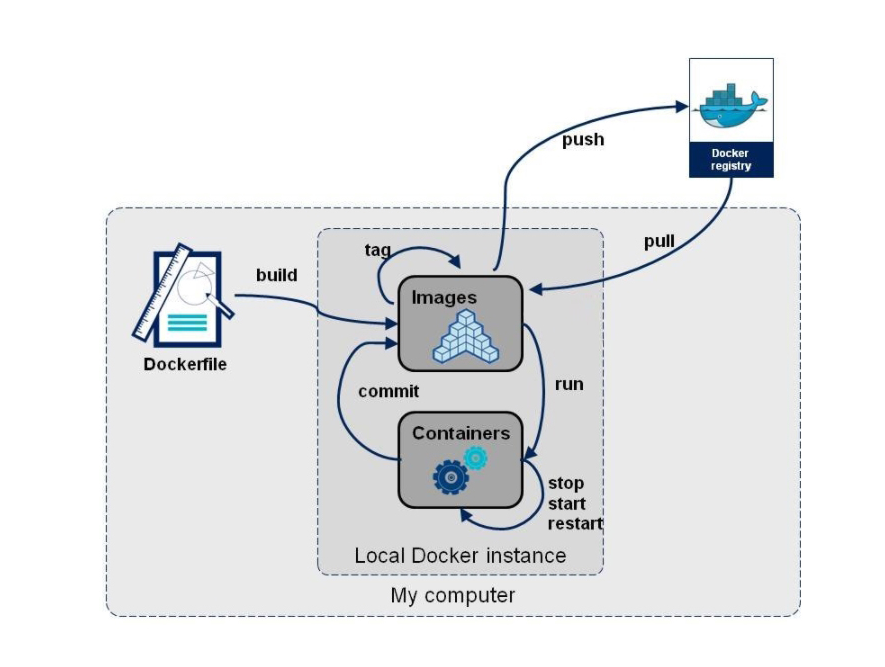 Docker
registry
push
pull
tag
build
Images
Dockerfile
commit
run
Containers
stop
start
restart
Local Docker instance
My computer